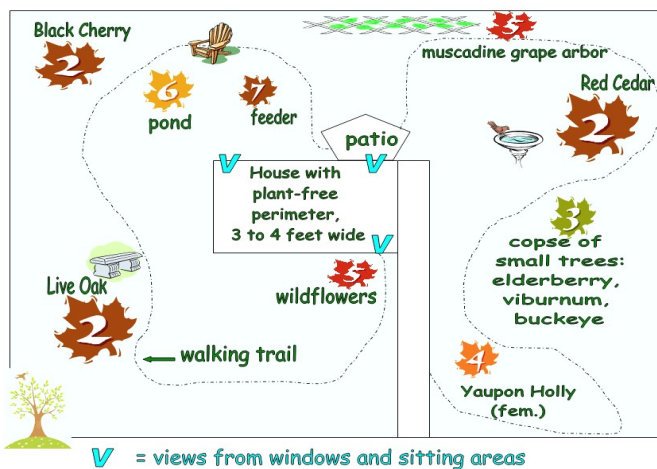 Black Cherry
2
6
pond
7
feeder
5
muscadine grape arbor
Red Cedar
2
patio
V
V
House with
plant-free
perimeter,
3 to 4 feet wide
V
3
copse of
small trees:
elderberry,
viburnum,
buckeye
5
wildflowers
Live Oak
2
walking trail
4
Yaupon Holly
(fem.)
V = views from windows and sitting areas